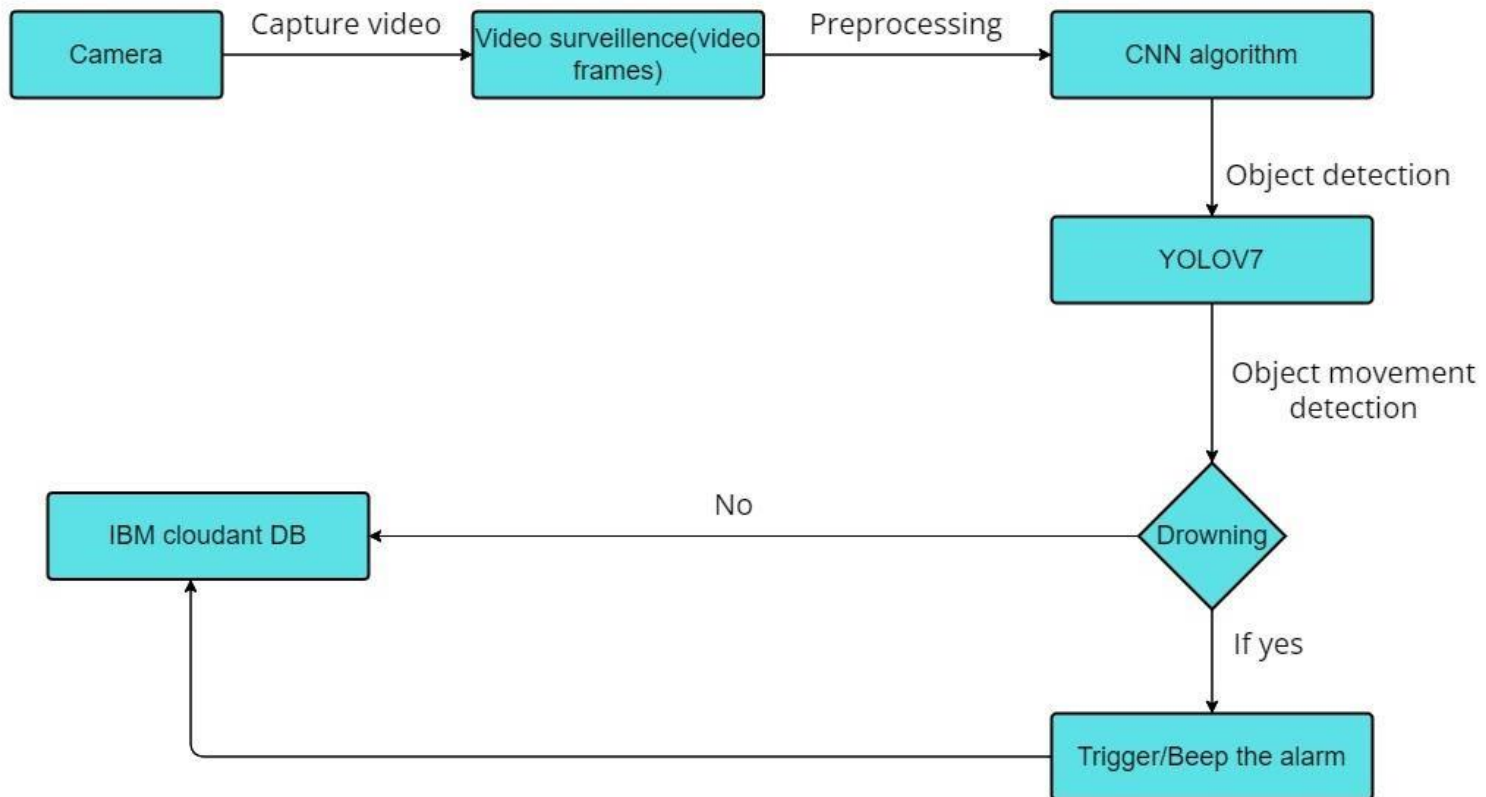 Camera
Capture video
Video surveillence(video
frames)
Preprocessing
CNN algorithm
Object detection
YOLOV7
Object movement
detection
Drowning
No
IBM cloudant DB
If yes
Trigger/Beep the alarm